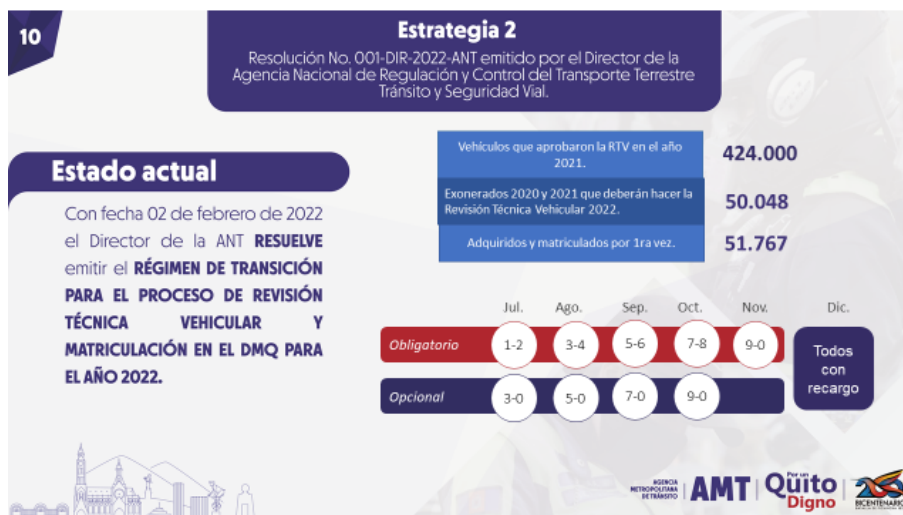 10
Estrategia 2
Resolución No. 001-DIR-2022-ANT emitido por el Director de la
Agencia Nacional de Regulación y Control del Transporte Terrestre
Tránsito y Seguridad Vial.
Estado actual
Con fecha 02 de febrero de 2022
el Director de la ANT RESUELVE
emitir el RÉGIMEN DE TRANSICIÓN
PARA EL PROCESO DE REVISIÓN
TÉCNICA VEHICULAR Y
MATRICULACIÓN EN EL DMQ PARA
EL AÑO 2022.
Vehículos que aprobaron la RTV en el año
2021.
424.000
Exonerados 2020 y 2021 que deberán hacer la
Revisión Técnica Vehicular 2022.
50.048
Adquiridos y matriculados por 1ra vez.
51.767
Jul. Ago. Sep. Oct. Nov. Dic.
Obligatorio 1-2 3-4 5-6 7-8 9-0
Opcional 3-0 5-0 7-0 9-0
Todos
con
recargo
AGENCIA
METROPOLITANA
DE TRÁNSITO
AMT
Por un
Quito
Digno
BICENTENARIO